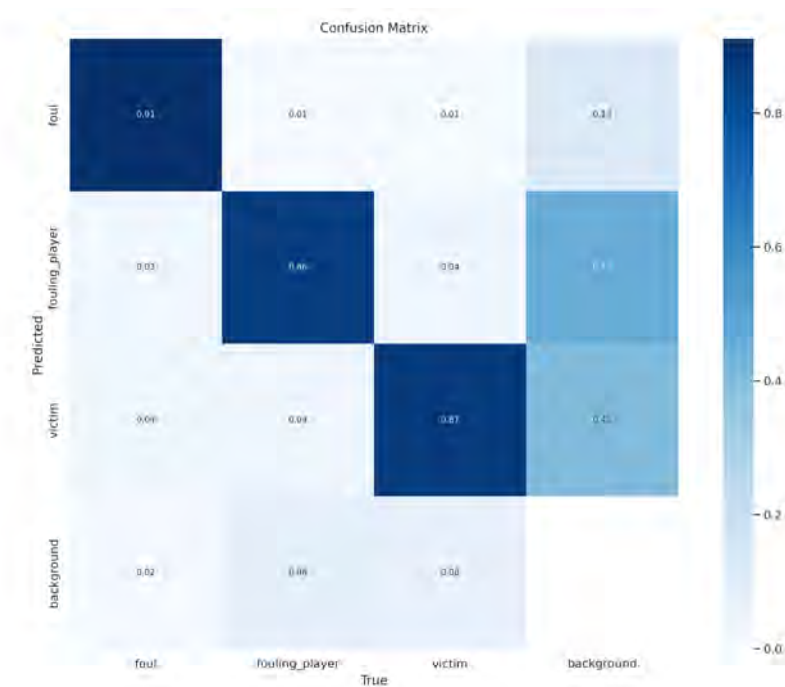 Confusion Matrix
foul
0.91
0.01
0.01
0.8
fouling_player
0.03
0.86
0.04
0.6
Predicted
victim
0.04
0.87
0.4
background
0.02
0.2
0.0
foul
fouling_player
victim
background
True